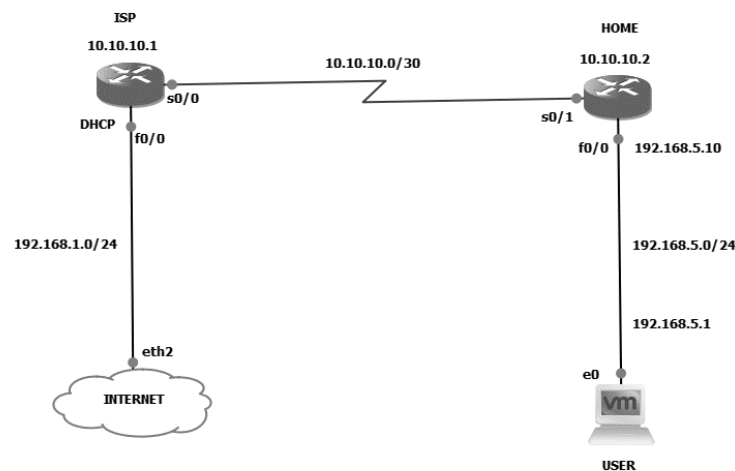 ISP
HOME
10.10.10.1
10.10.10.0/30
10.10.10.2
s0/0
s0/1
DHCP
f0/0
f0/0
192.168.5.10
192.168.1.0/24
192.168.5.0/24
192.168.5.1
eth2
e0
INTERNET
vm
USER